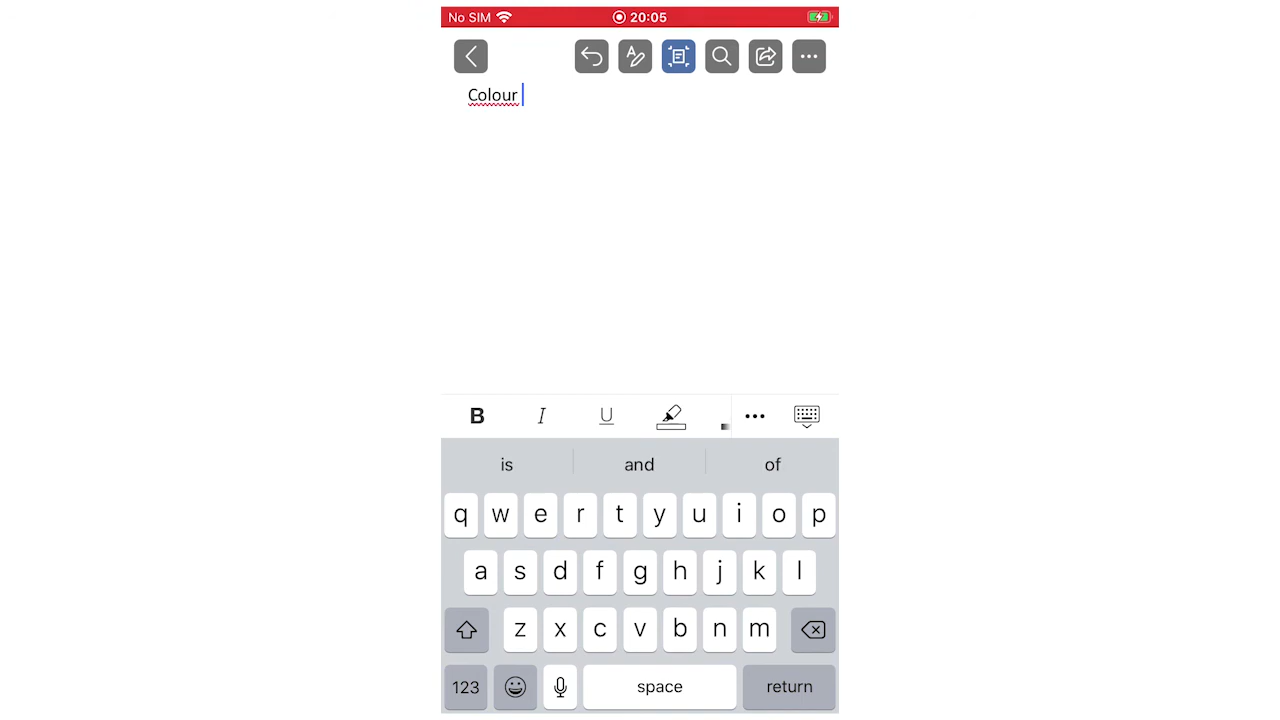 No SIM 20:05
Colour
B I U
is and of
q w e r t y u i o p
a s d f g h j k l
z x c v b n m
123 space return